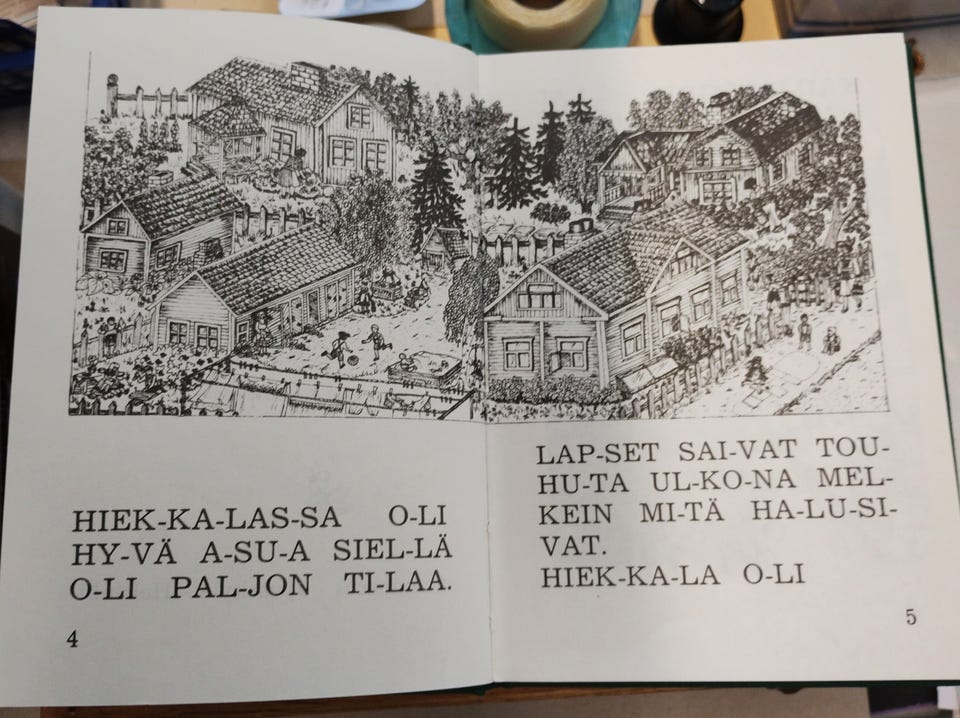 HIEK-KA-LAS-SA O-LI
HY-VÄ A-SU-A SIEL-LÄ
O-LI PAL-JON TI-LAA.
4
LAP-SET SAI-VAT TOU-
HU-TA UL-KO-NA MEL-
KEIN MI-TÄ HA-LU-SI-
VAT.
HIEK-KA-LA O-LI
5